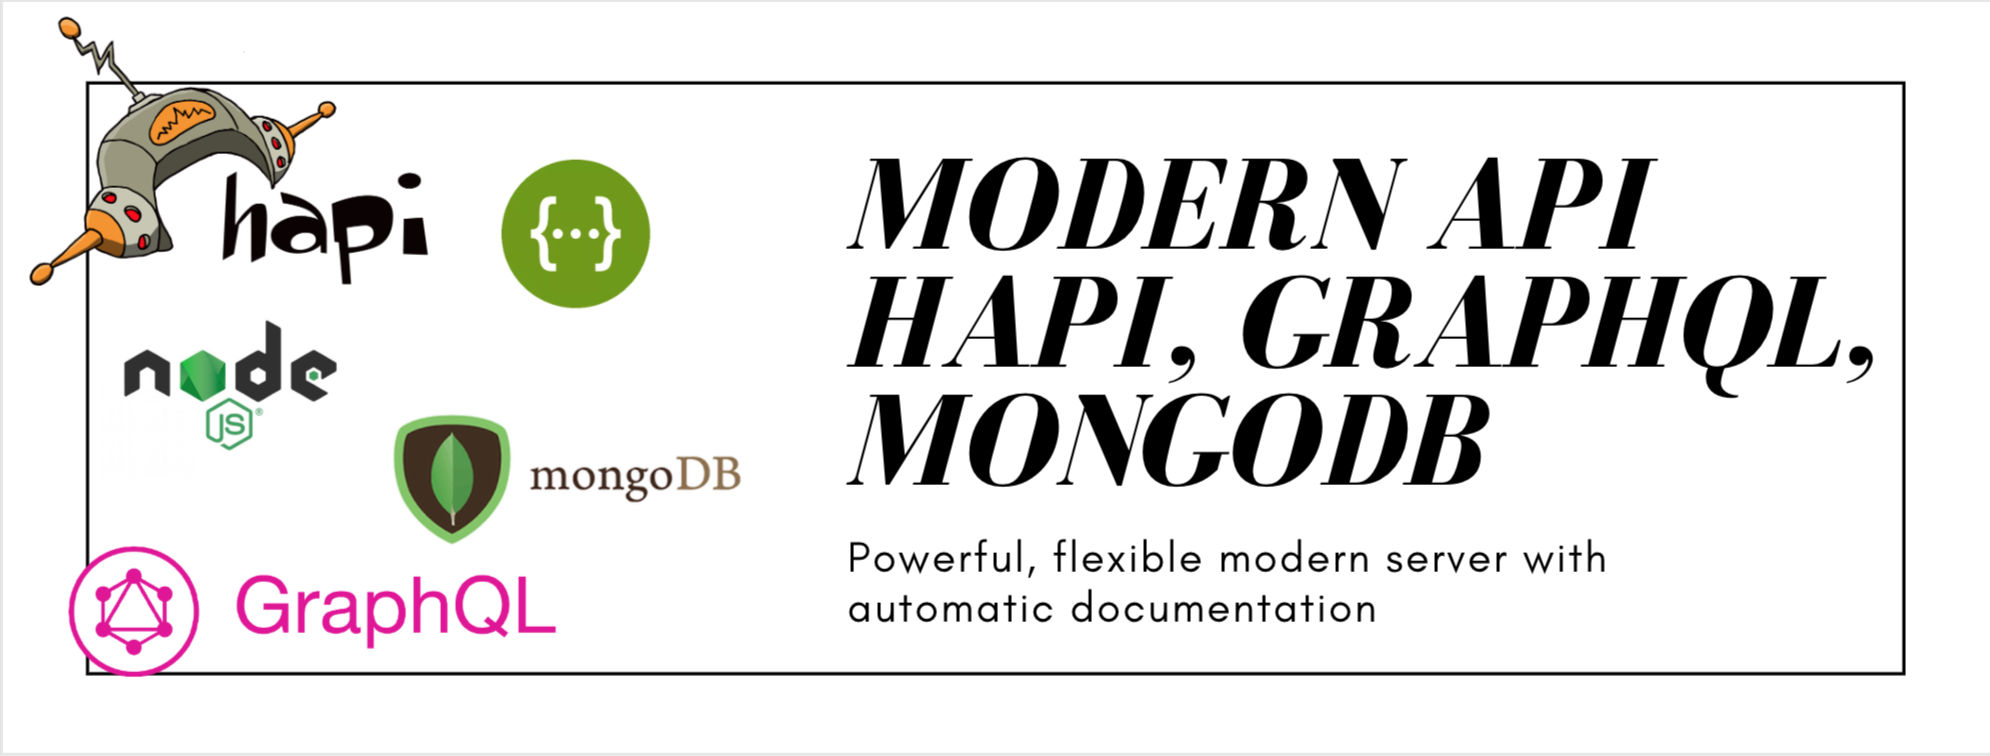 hapi
{...}
node
JS®
mongoDB
GraphQL
MODERN API
HAPI, GRAPHQL,
MONGODB
Powerful, flexible modern server with
automatic documentation